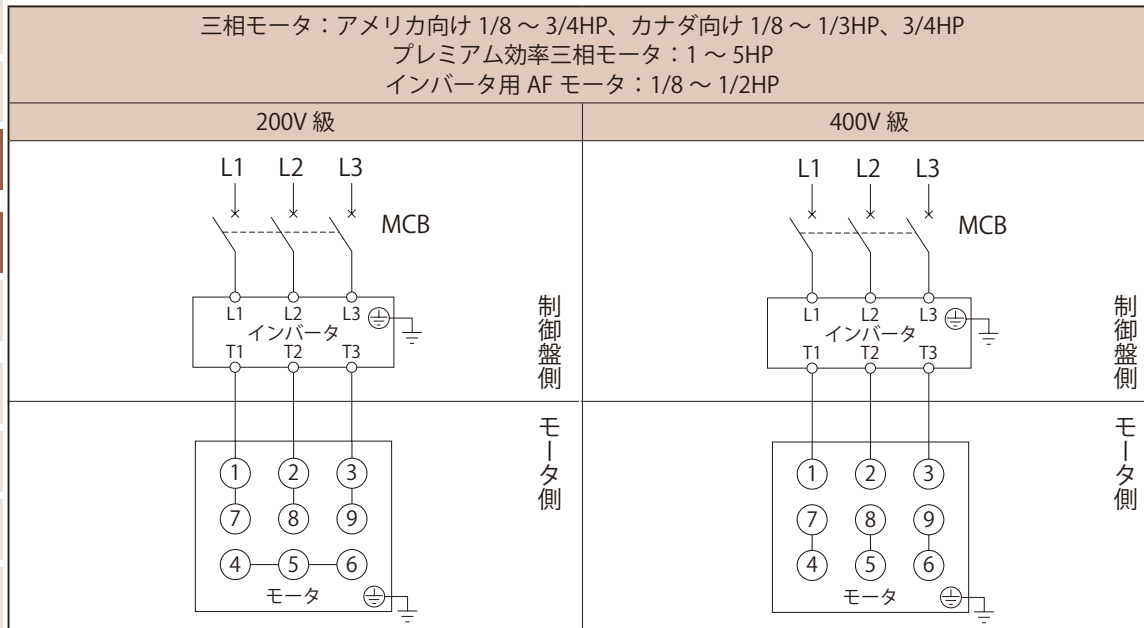 三相モータ：アメリカ向け 1/8 ～ 3/4HP、カナダ向け 1/8 ～ 1/3HP、3/4HP
プレミアム効率三相モータ：1 ～ 5HP
インバータ用 AF モータ：1/8 ～ 1/2HP
200V 級
L1 L2 L3
MCB
L1 L2 L3
インバータ
T1 T2 T3
制御盤側
モータ側
1 2 3
7 8 9
4 5 6
モータ
400V 級
L1 L2 L3
MCB
L1 L2 L3
インバータ
T1 T2 T3
制御盤側
モータ側
1 2 3
7 8 9
4 5 6
モータ